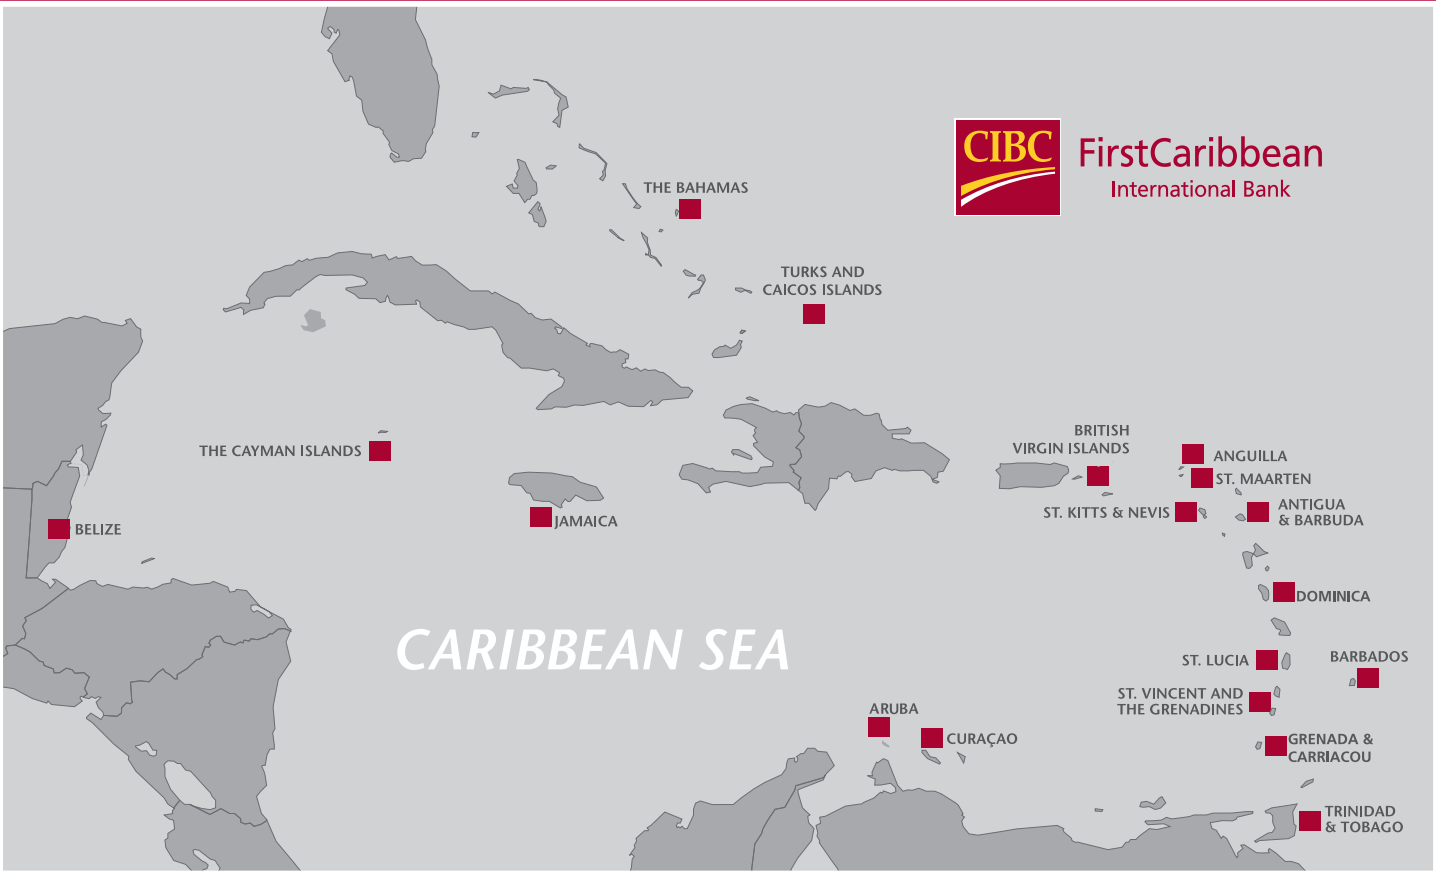 CIBC
FirstCaribbean
International Bank
THE BAHAMAS
TURKS AND
CAICOS ISLANDS
BRITISH
VIRGIN ISLANDS
THE CAYMAN ISLANDS
ANGUILLA
ST. MAARTEN
ST. KITTS & NEVIS
ANTIGUA
& BARBUDA
JAMAICA
BELIZE
DOMINICA
CARIBBEAN SEA
ST. LUCIA
BARBADOS
ST. VINCENT AND
THE GRENADINES
ARUBA
CURAÇAO
GRENADA &
CARRIACOU
TRINIDAD
& TOBAGO